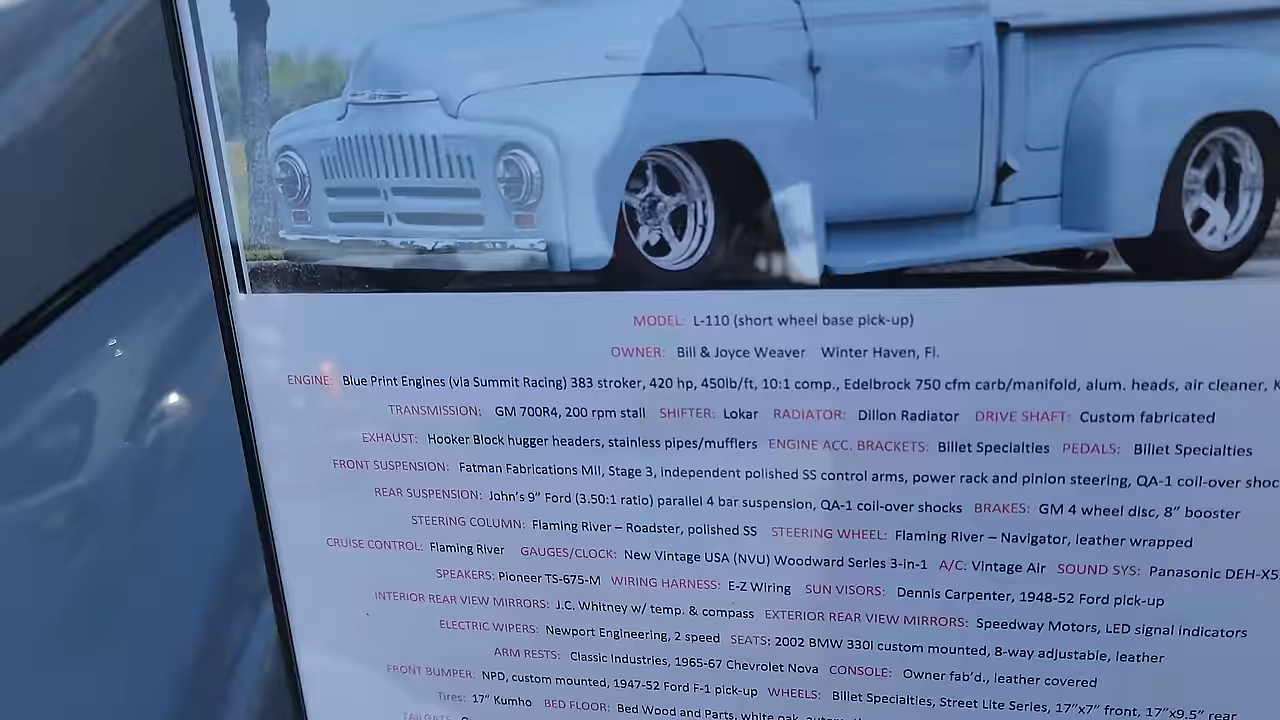 MODEL: L-110 (short wheel base pick-up)
OWNER: Bill & Joyce Weaver Winter Haven, Fl.
ENGINE: Blue Print Engines (via Summit Racing) 383 stroker, 420 hp, 450lb/ft, 10:1 comp., Edelbrock 750 cfm carb/manifold, alum. heads, air cleaner, K
TRANSMISSION: GM 700R4, 200 rpm stall SHIFTER: Lokar RADIATOR: Dillon Radiator DRIVE SHAFT: Custom fabricated
EXHAUST: Hooker Block hugger headers, stainless pipes/mufflers ENGINE ACC. BRACKETS: Billet Specialties PEDALS: Billet Specialties
FRONT SUSPENSION: Fatman Fabrications MII, Stage 3, independent polished SS control arms, power rack and pinion steering, QA-1 coil-over shoc
REAR SUSPENSION: John's 9" Ford (3.50:1 ratio) parallel 4 bar suspension, QA-1 coil-over shocks BRAKES: GM 4 wheel disc, 8" booster
STEERING COLUMN: Flaming River – Roadster, polished SS STEERING WHEEL: Flaming River – Navigator, leather wrapped
CRUISE CONTROL: Flaming River GAUGES/CLOCK: New Vintage USA (NVU) Woodward Series 3-in-1 A/C: Vintage Air SOUND SYS: Panasonic DEH-X5
SPEAKERS: Pioneer TS-675-M WIRING HARNESS: E-Z Wiring SUN VISORS: Dennis Carpenter, 1948-52 Ford pick-up
INTERIOR REAR VIEW MIRRORS: J.C. Whitney w/ temp. & compass EXTERIOR REAR VIEW MIRRORS: Speedway Motors, LED signal indicators
ELECTRIC WIPERS: Newport Engineering, 2 speed SEATS: 2002 BMW 330I custom mounted, 8-way adjustable, leather
ARM RESTS: Classic Industries, 1965-67 Chevrolet Nova CONSOLE: Owner fab'd., leather covered
FRONT BUMPER: NPD, custom mounted, 1947-52 Ford F-1 pick-up WHEELS: Billet Specialties, Street Lite Series, 17"x7" front, 17"x9.5" rear
Tires: 17" Kumho BED FLOOR: Bed Wood and Parts, white oak,